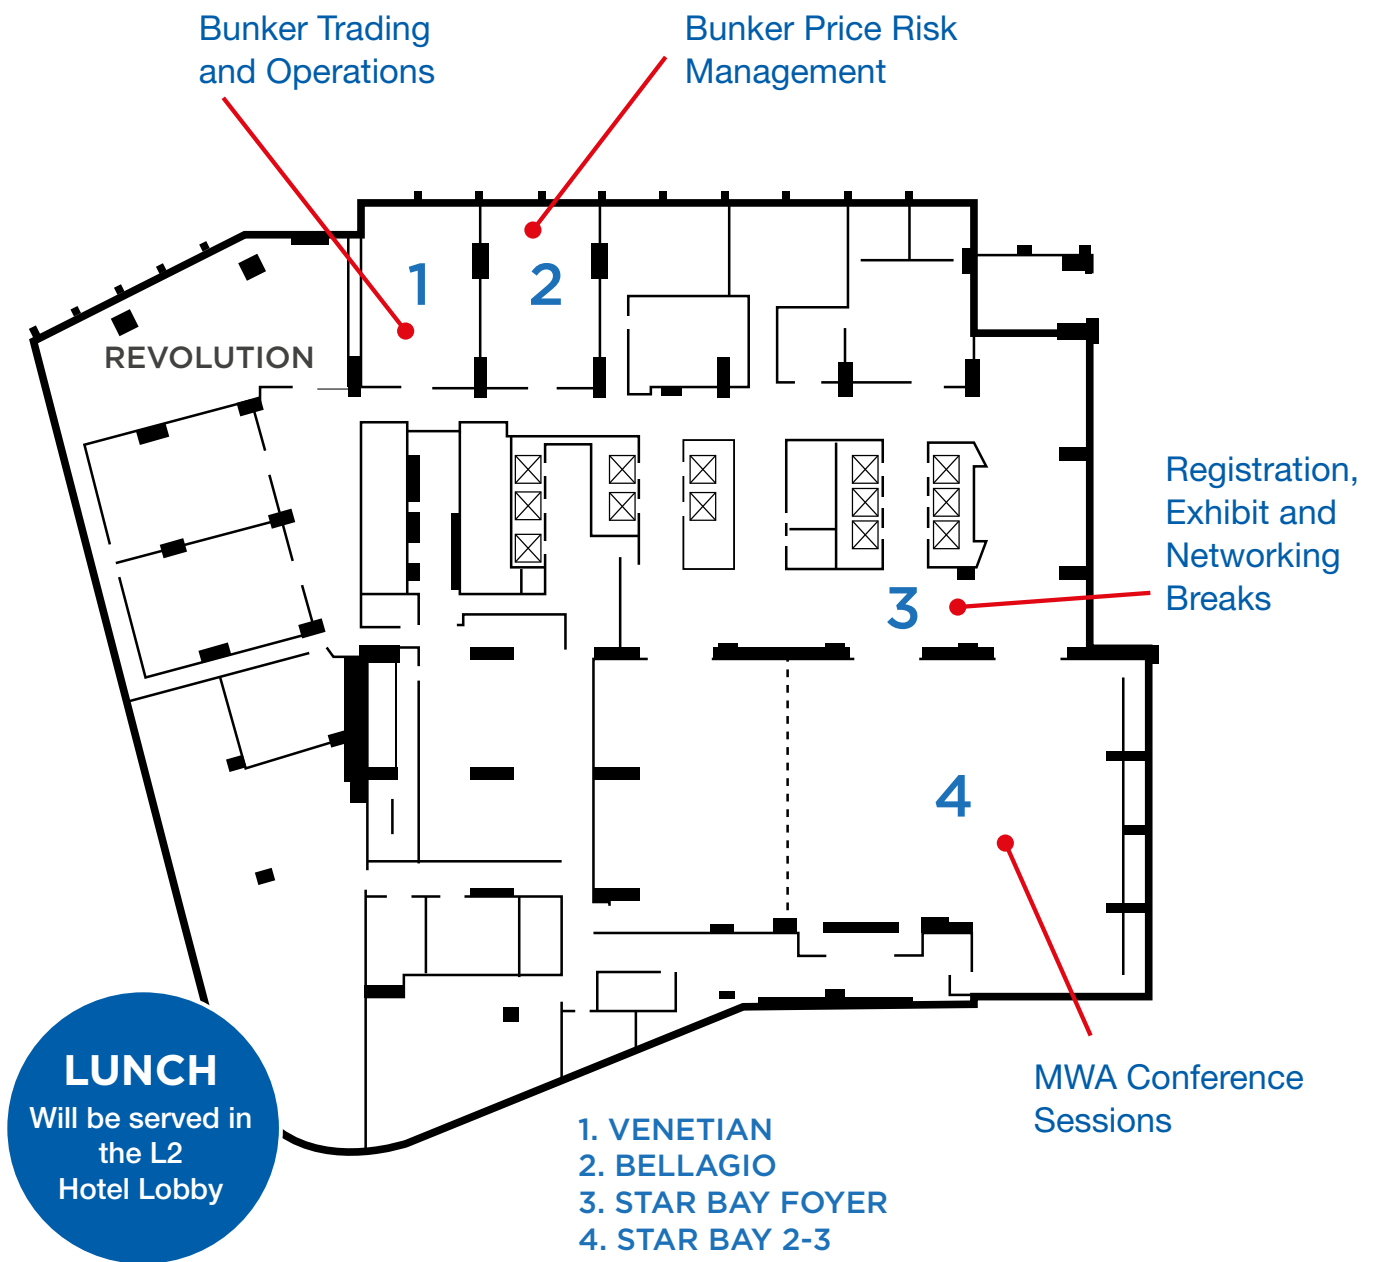 Bunker Trading
and Operations
Bunker Price Risk
Management
1
2
REVOLUTION
Registration,
Exhibit and
Networking
Breaks
3
4
LUNCH
Will be served in
the L2
Hotel Lobby
MWA Conference
Sessions
1. VENETIAN
2. BELLAGIO
3. STAR BAY FOYER
4. STAR BAY 2-3